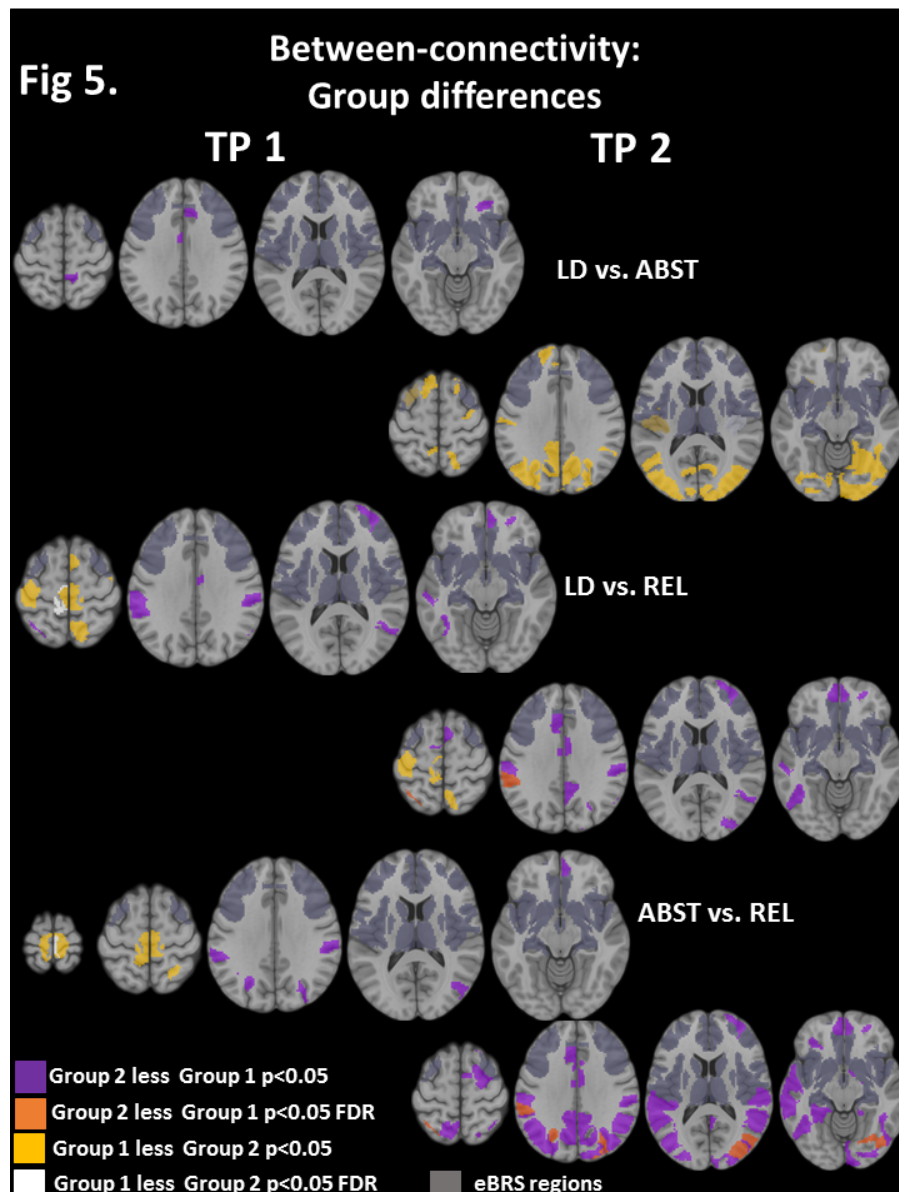 Fig 5.
Between-connectivity:
Group differences
TP 1
TP 2
LD vs. ABST
LD vs. REL
ABST vs. REL
Group 2 less Group 1 p<0.05
Group 2 less Group 1 p<0.05 FDR
Group 1 less Group 2 p<0.05
Group 1 less Group 2 p<0.05 FDR
eBRS regions